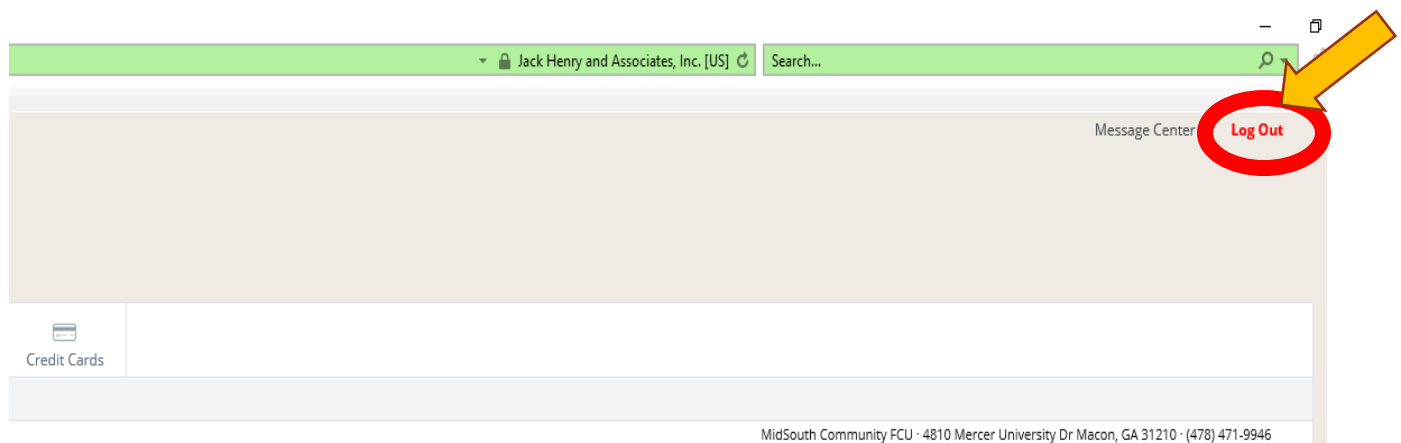 Jack Henry and Associates, Inc. [US] Search...
Message Center Log Out
Credit Cards
MidSouth Community FCU · 4810 Mercer University Dr Macon, GA 31210 · (478) 471-9946